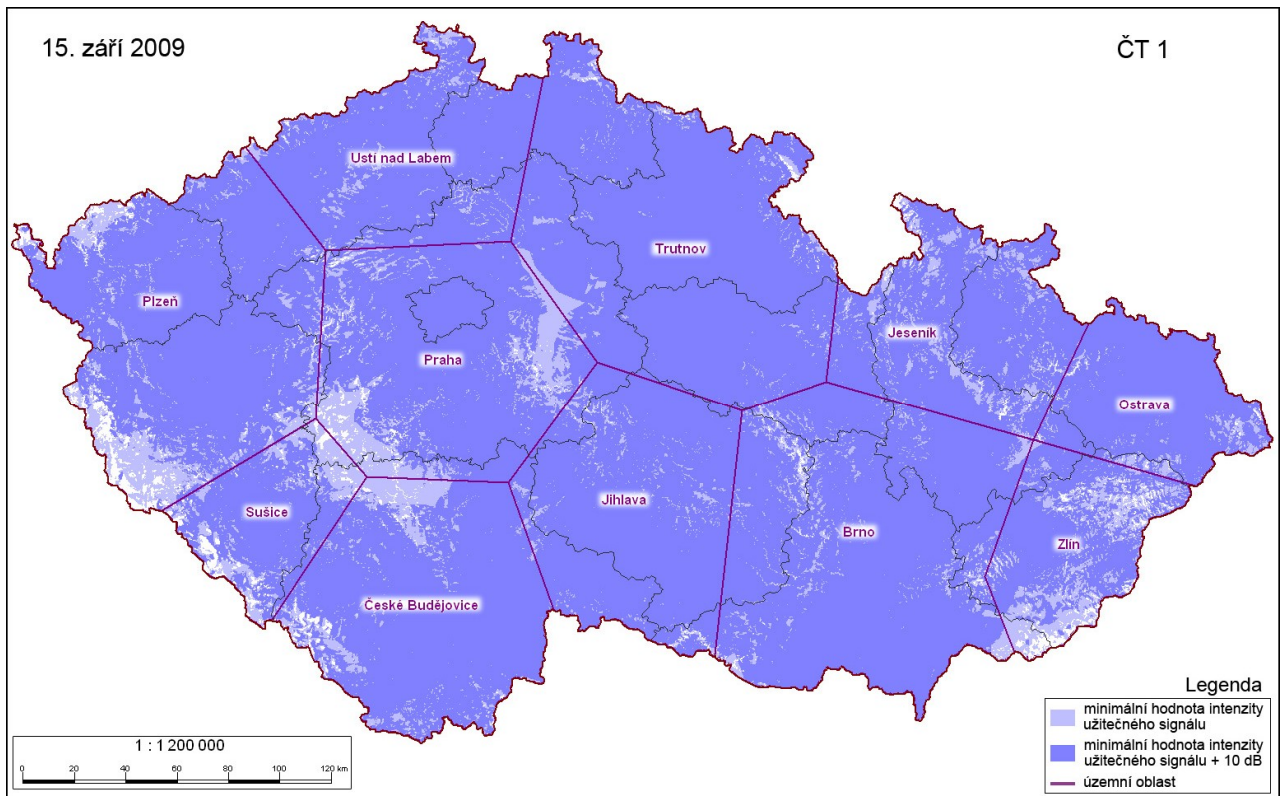 15. září 2009
ČT 1
Ústí nad Labem
Trutnov
Plzeň
Jeseník
Praha
Ostrava
Sušice
Jihlava
Brno
Zlín
České Budějovice
Legenda
minimální hodnota intenzity
užitečného signálu
minimální hodnota intenzity
užitečného signálu + 10 dB
územní oblast
1 : 1 200 000
0 20 40 60 80 100 120 km